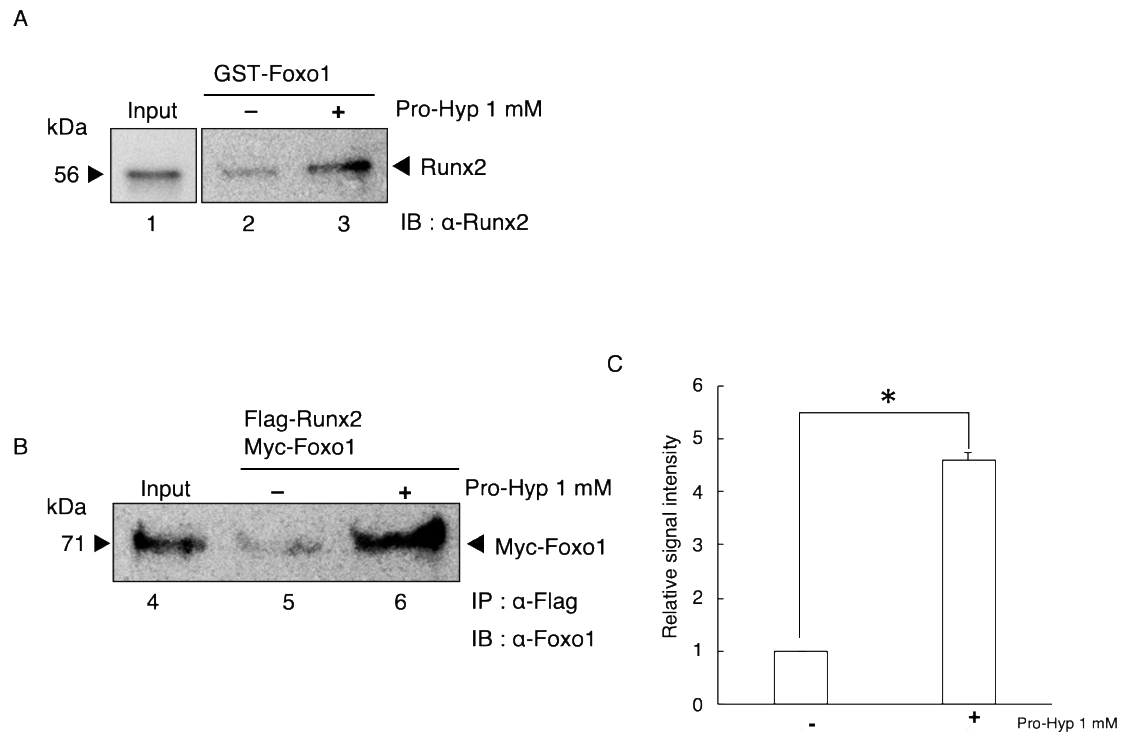 A
GST-Foxo1
Input – + Pro-Hyp 1 mM
kDa
56 Runx2
1 2 3 IB : α-Runx2
B
Flag-Runx2
Myc-Foxo1
Input – + Pro-Hyp 1 mM
kDa
71 Myc-Foxo1
4 5 6 IP : α-Flag
IB : α-Foxo1
C
Relative signal intensity
6
5
4
3
2
1
0
*
- + Pro-Hyp 1 mM